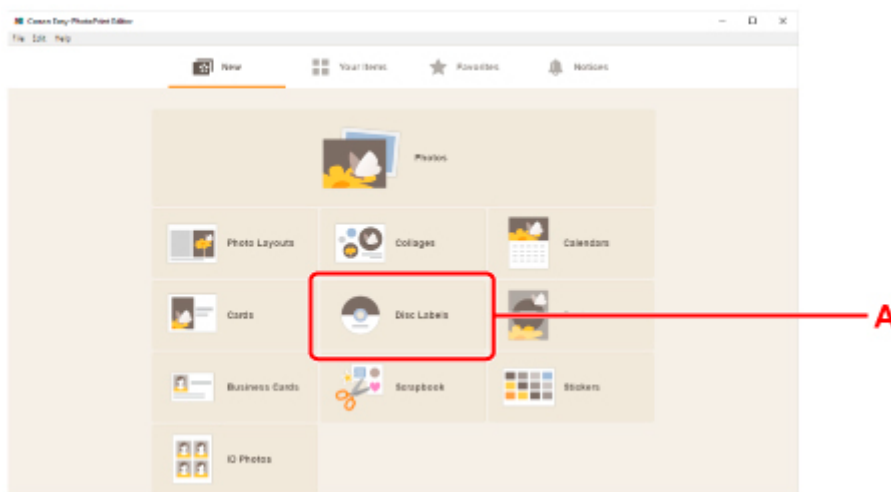 Canon Easy-PhotoPrint Editor
File Edit Help
New Your Items Favorites Notices
Photos
Photo Layouts Collages Calendars
Cards Disc Labels
A
Business Cards Scrapbook Stickers
ID Photos